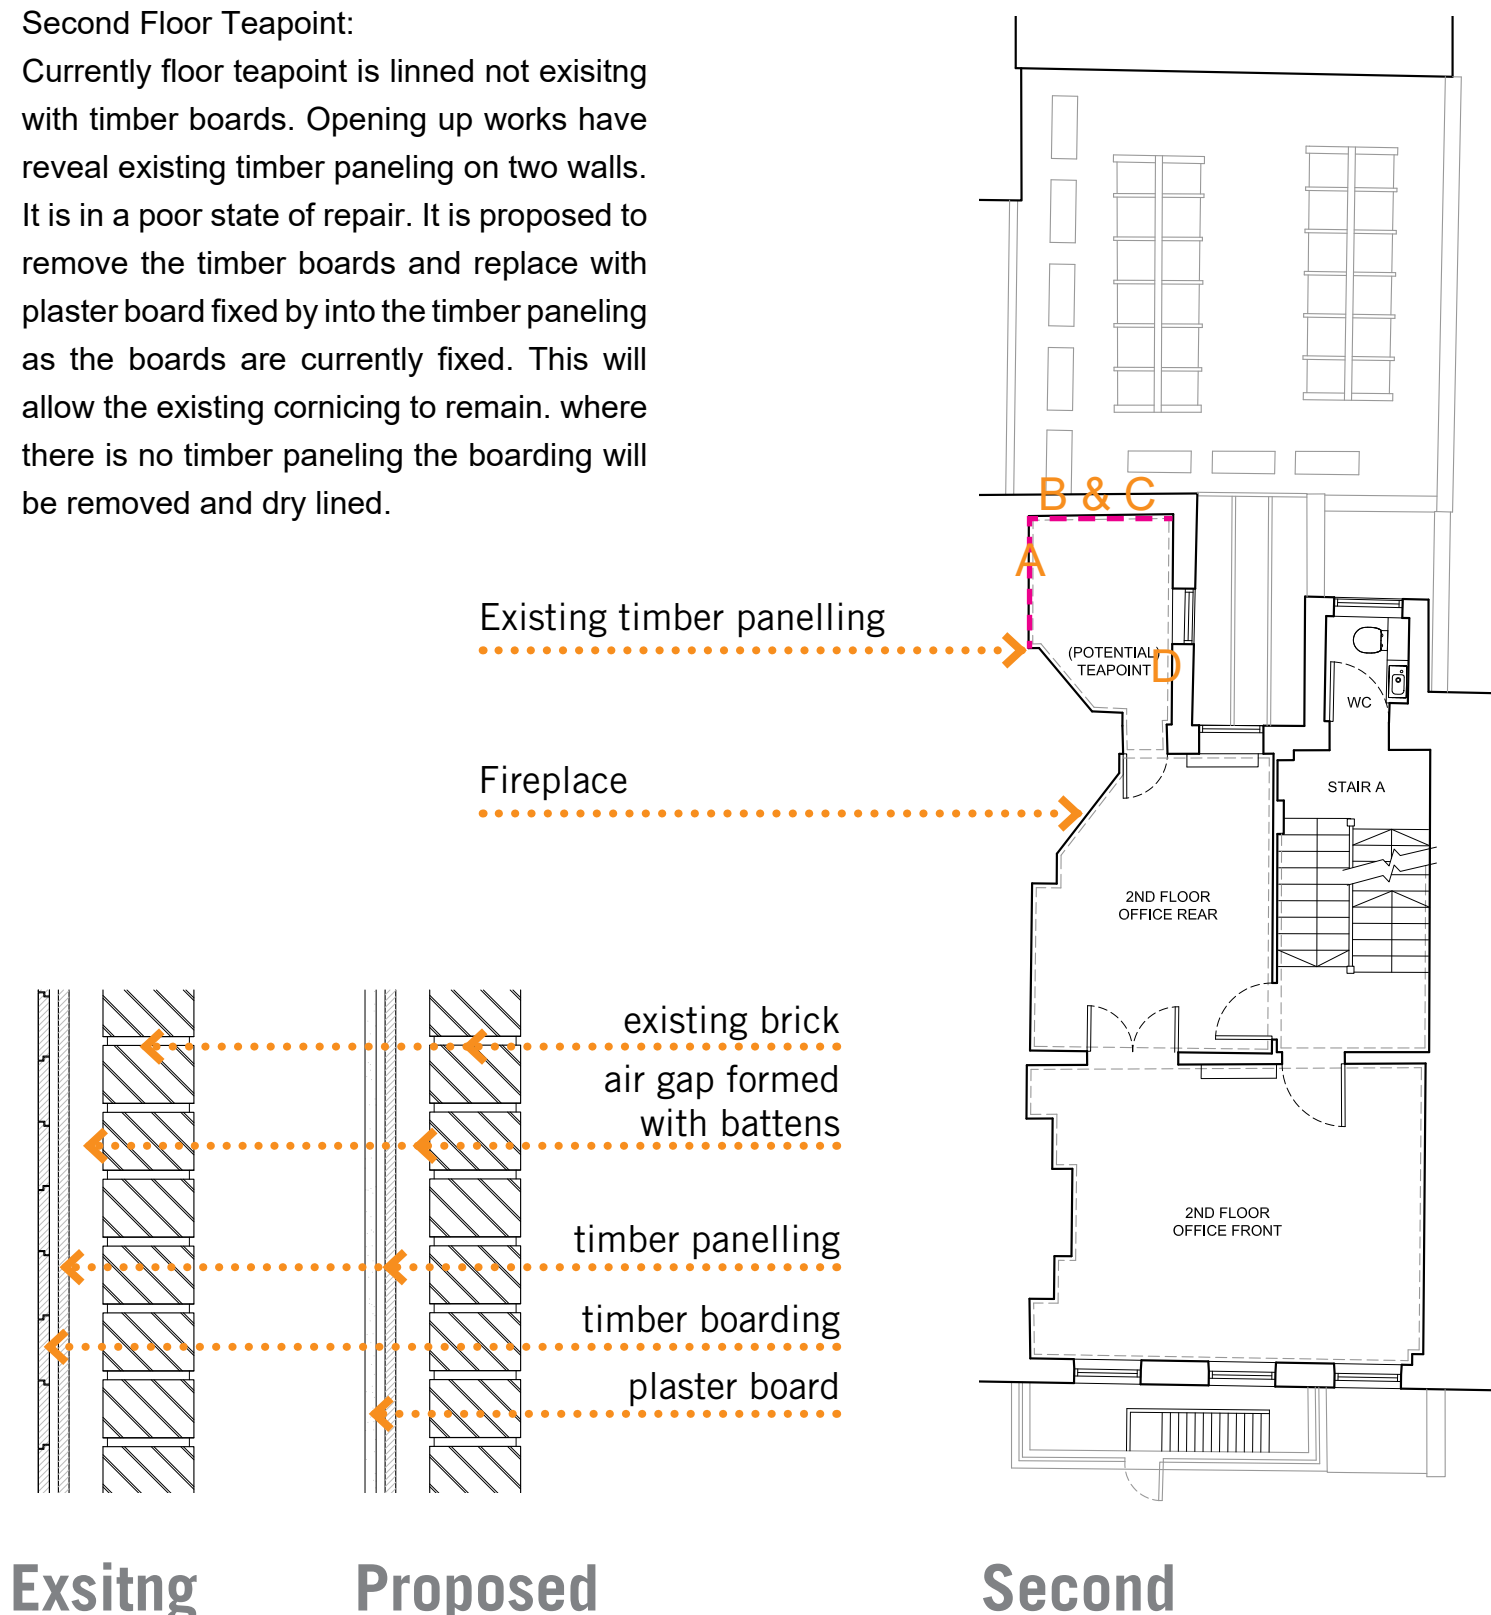 Second Floor Teapoint:
Currently floor teapoint is linned not exisitng
with timber boards. Opening up works have
reveal existing timber paneling on two walls.
It is in a poor state of repair. It is proposed to
remove the timber boards and replace with
plaster board fixed by into the timber paneling
as the boards are currently fixed. This will
allow the existing cornicing to remain. where
there is no timber paneling the boarding will
be removed and dry lined.
B & C
A
Existing timber panelling
(POTENTIAL)
TEAPOINT
D
WC
Fireplace
STAIR A
2ND FLOOR
OFFICE REAR
existing brick
air gap formed
with battens
timber panelling
timber boarding
plaster board
2ND FLOOR
OFFICE FRONT
Exsitng
Proposed
Second